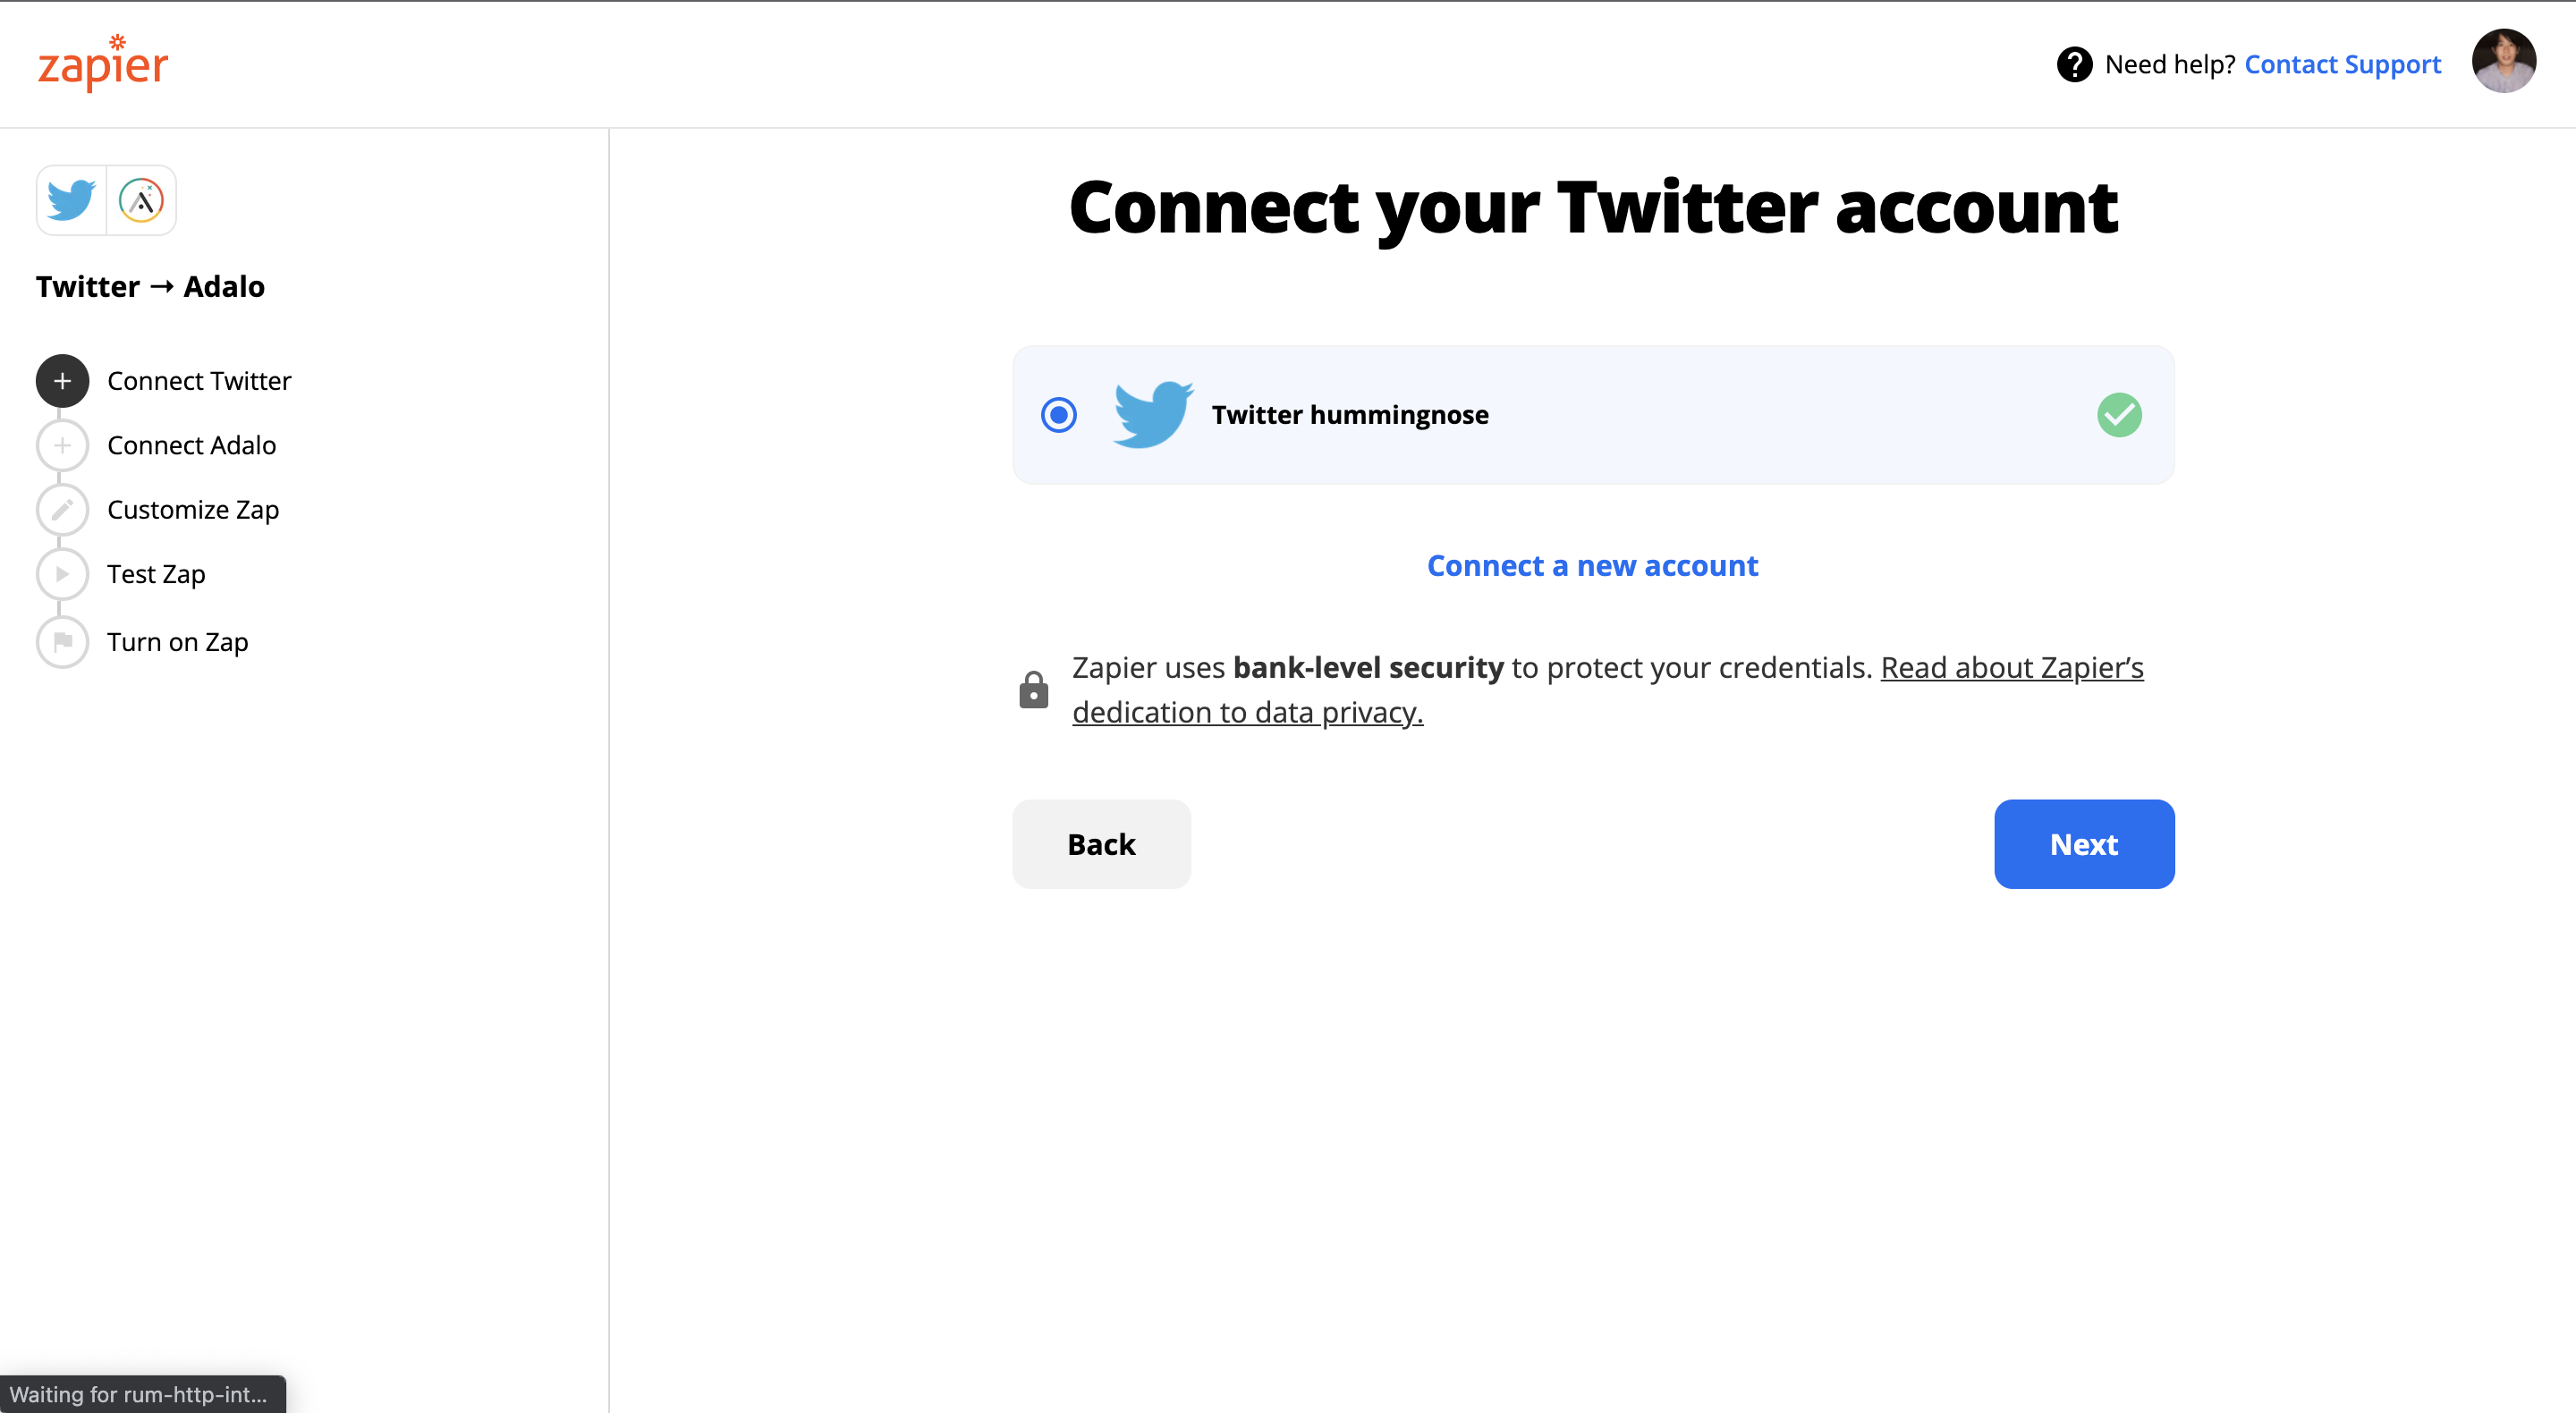 zapier
Need help? Contact Support
Twitter → Adalo
Connect Twitter
Connect Adalo
Customize Zap
Test Zap
Turn on Zap
Connect your Twitter account
Twitter hummingnose
Connect a new account
Zapier uses bank-level security to protect your credentials. Read about Zapier’s
dedication to data privacy.
Back
Next
Waiting for rum-http-int...